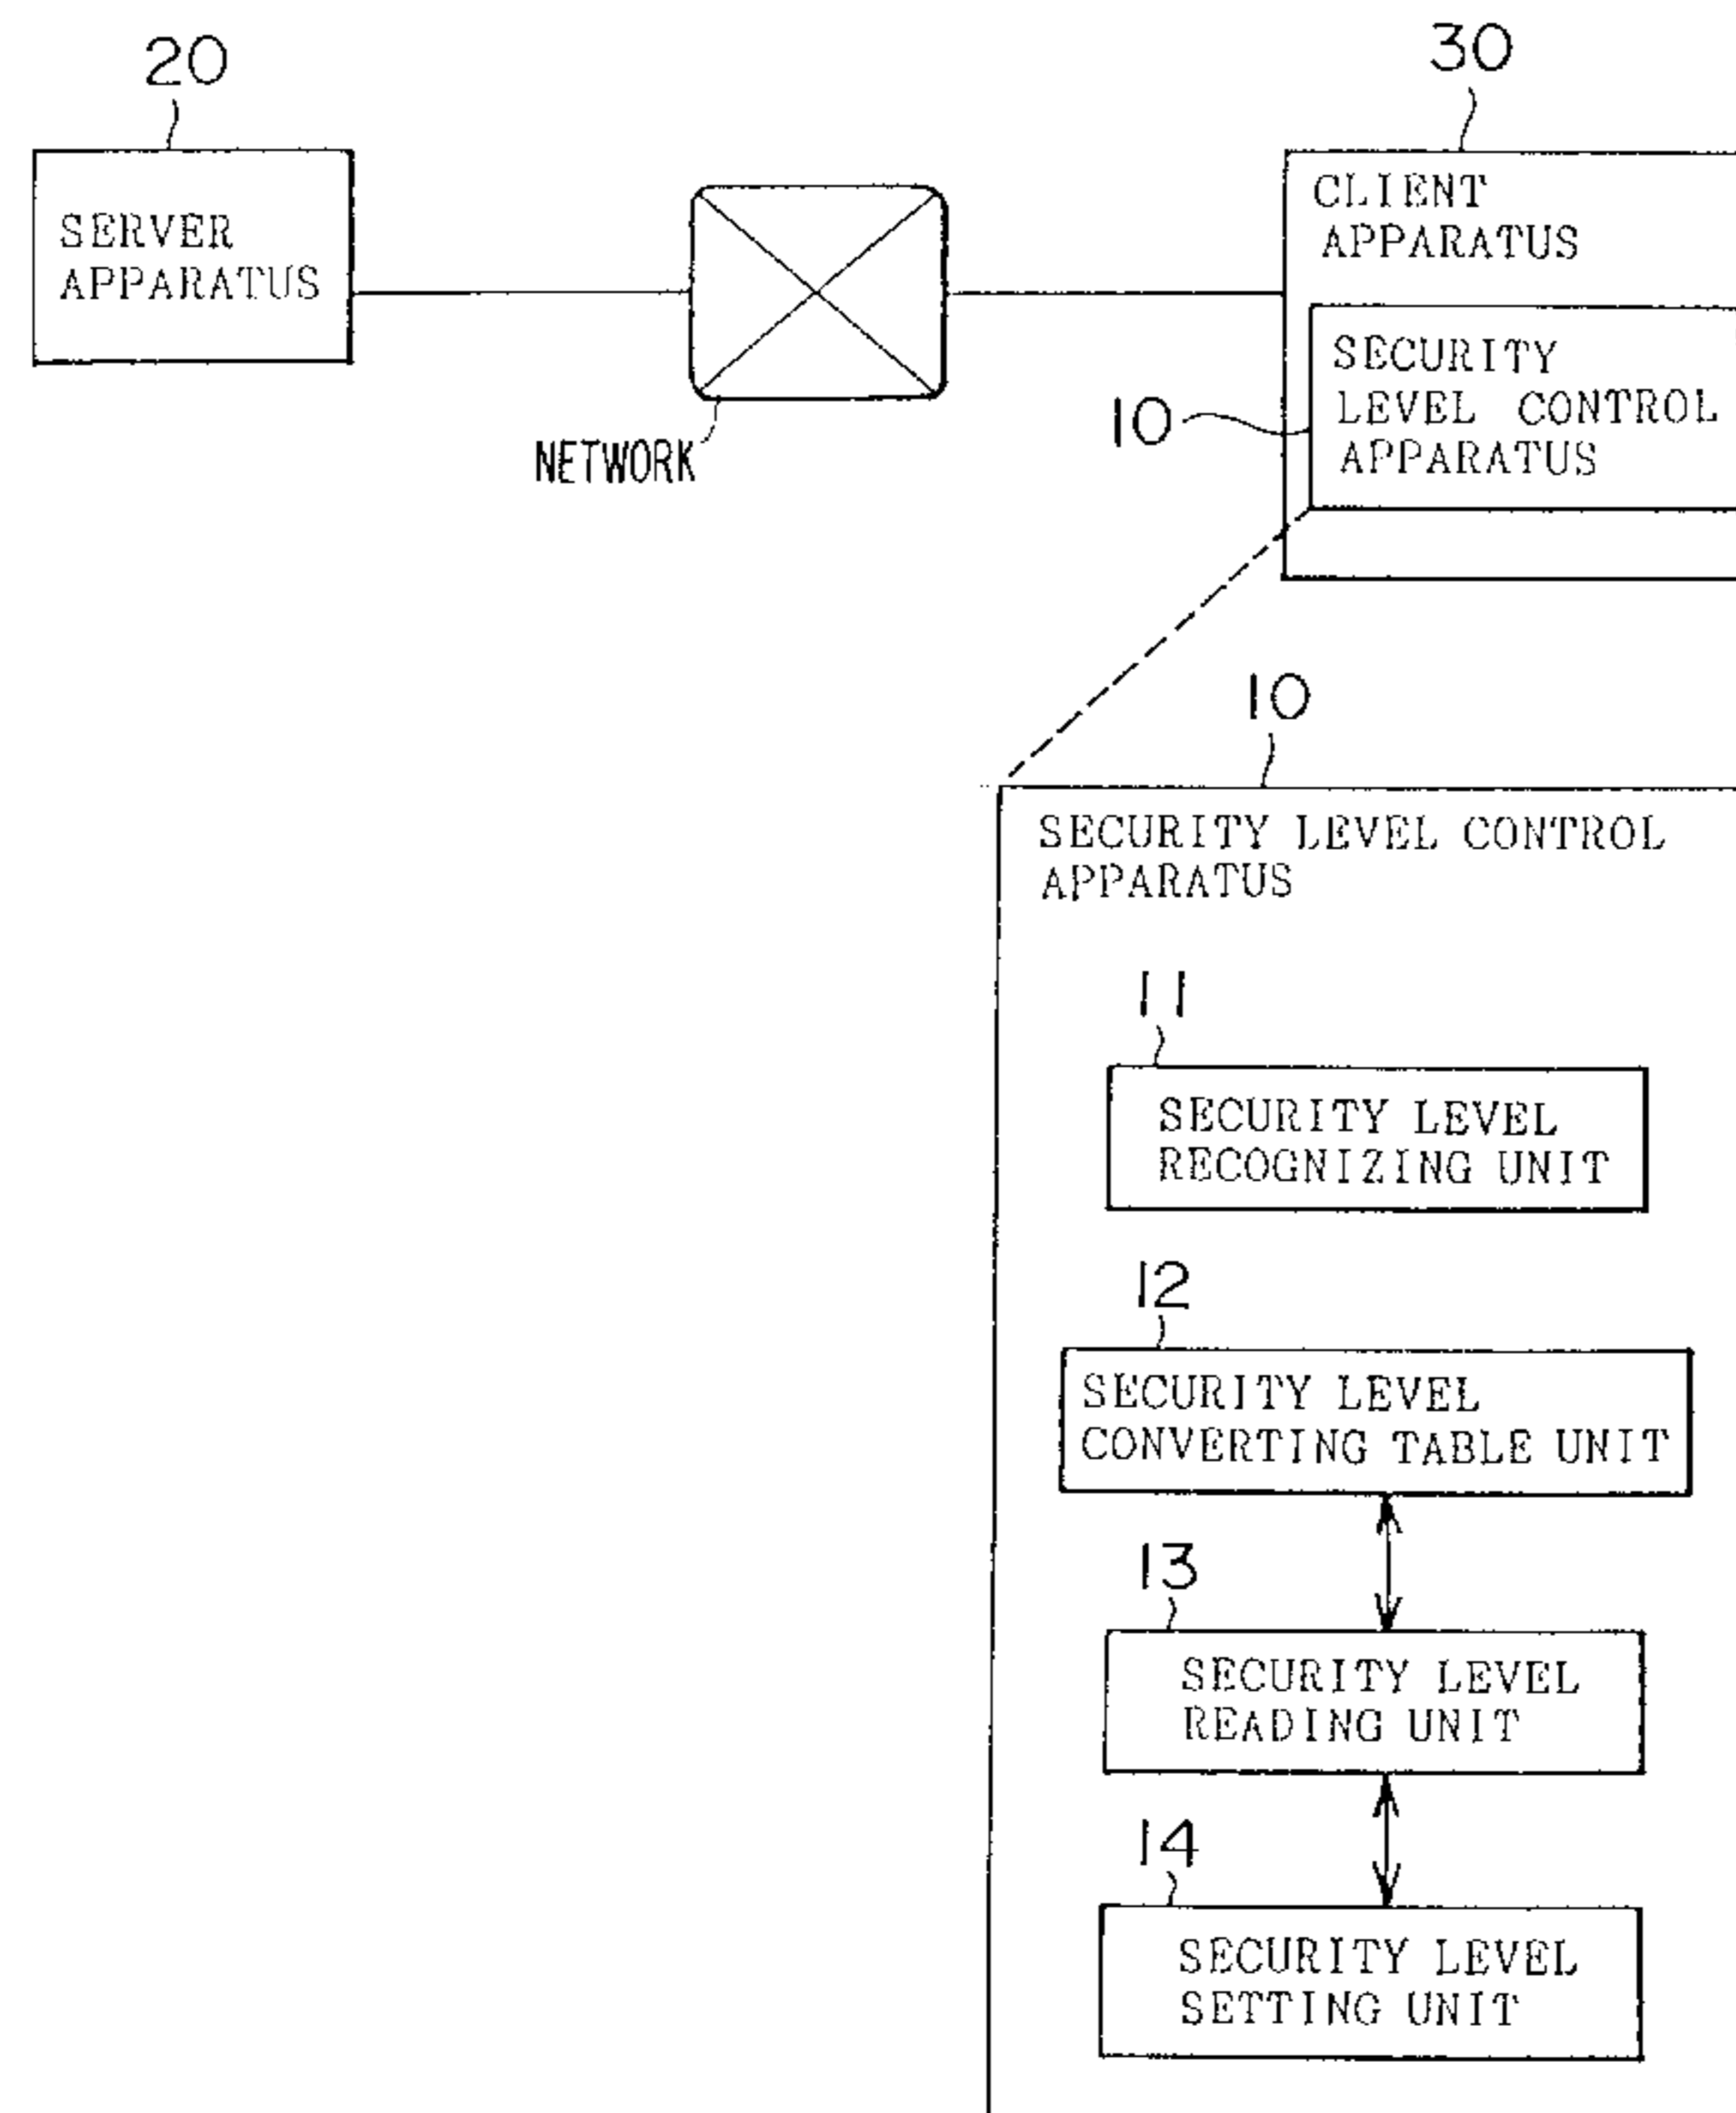 20
30
SERVER
APPARATUS
CLIENT
APPARATUS
SECURITY
LEVEL CONTROL
APPARATUS
10
NETWORK
10
SECURITY LEVEL CONTROL
APPARATUS
11
SECURITY LEVEL
RECOGNIZING UNIT
12
SECURITY LEVEL
CONVERTING TABLE UNIT
13
SECURITY LEVEL
READING UNIT
14
SECURITY LEVEL
SETTING UNIT